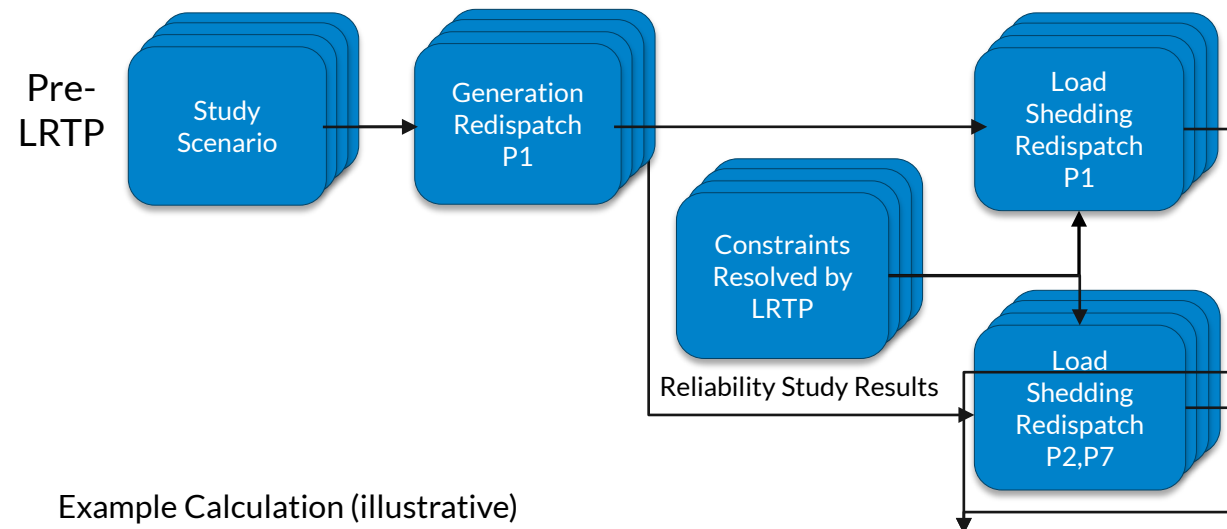 Pre-
LRTP
Study
Scenario
Generation
Redispatch
P1
Load
Shedding
Redispatch
P1
Constraints
Resolved by
LRTP
Reliability Study Results
Load
Shedding
Redispatch
P2,P7
Example Calculation (illustrative)